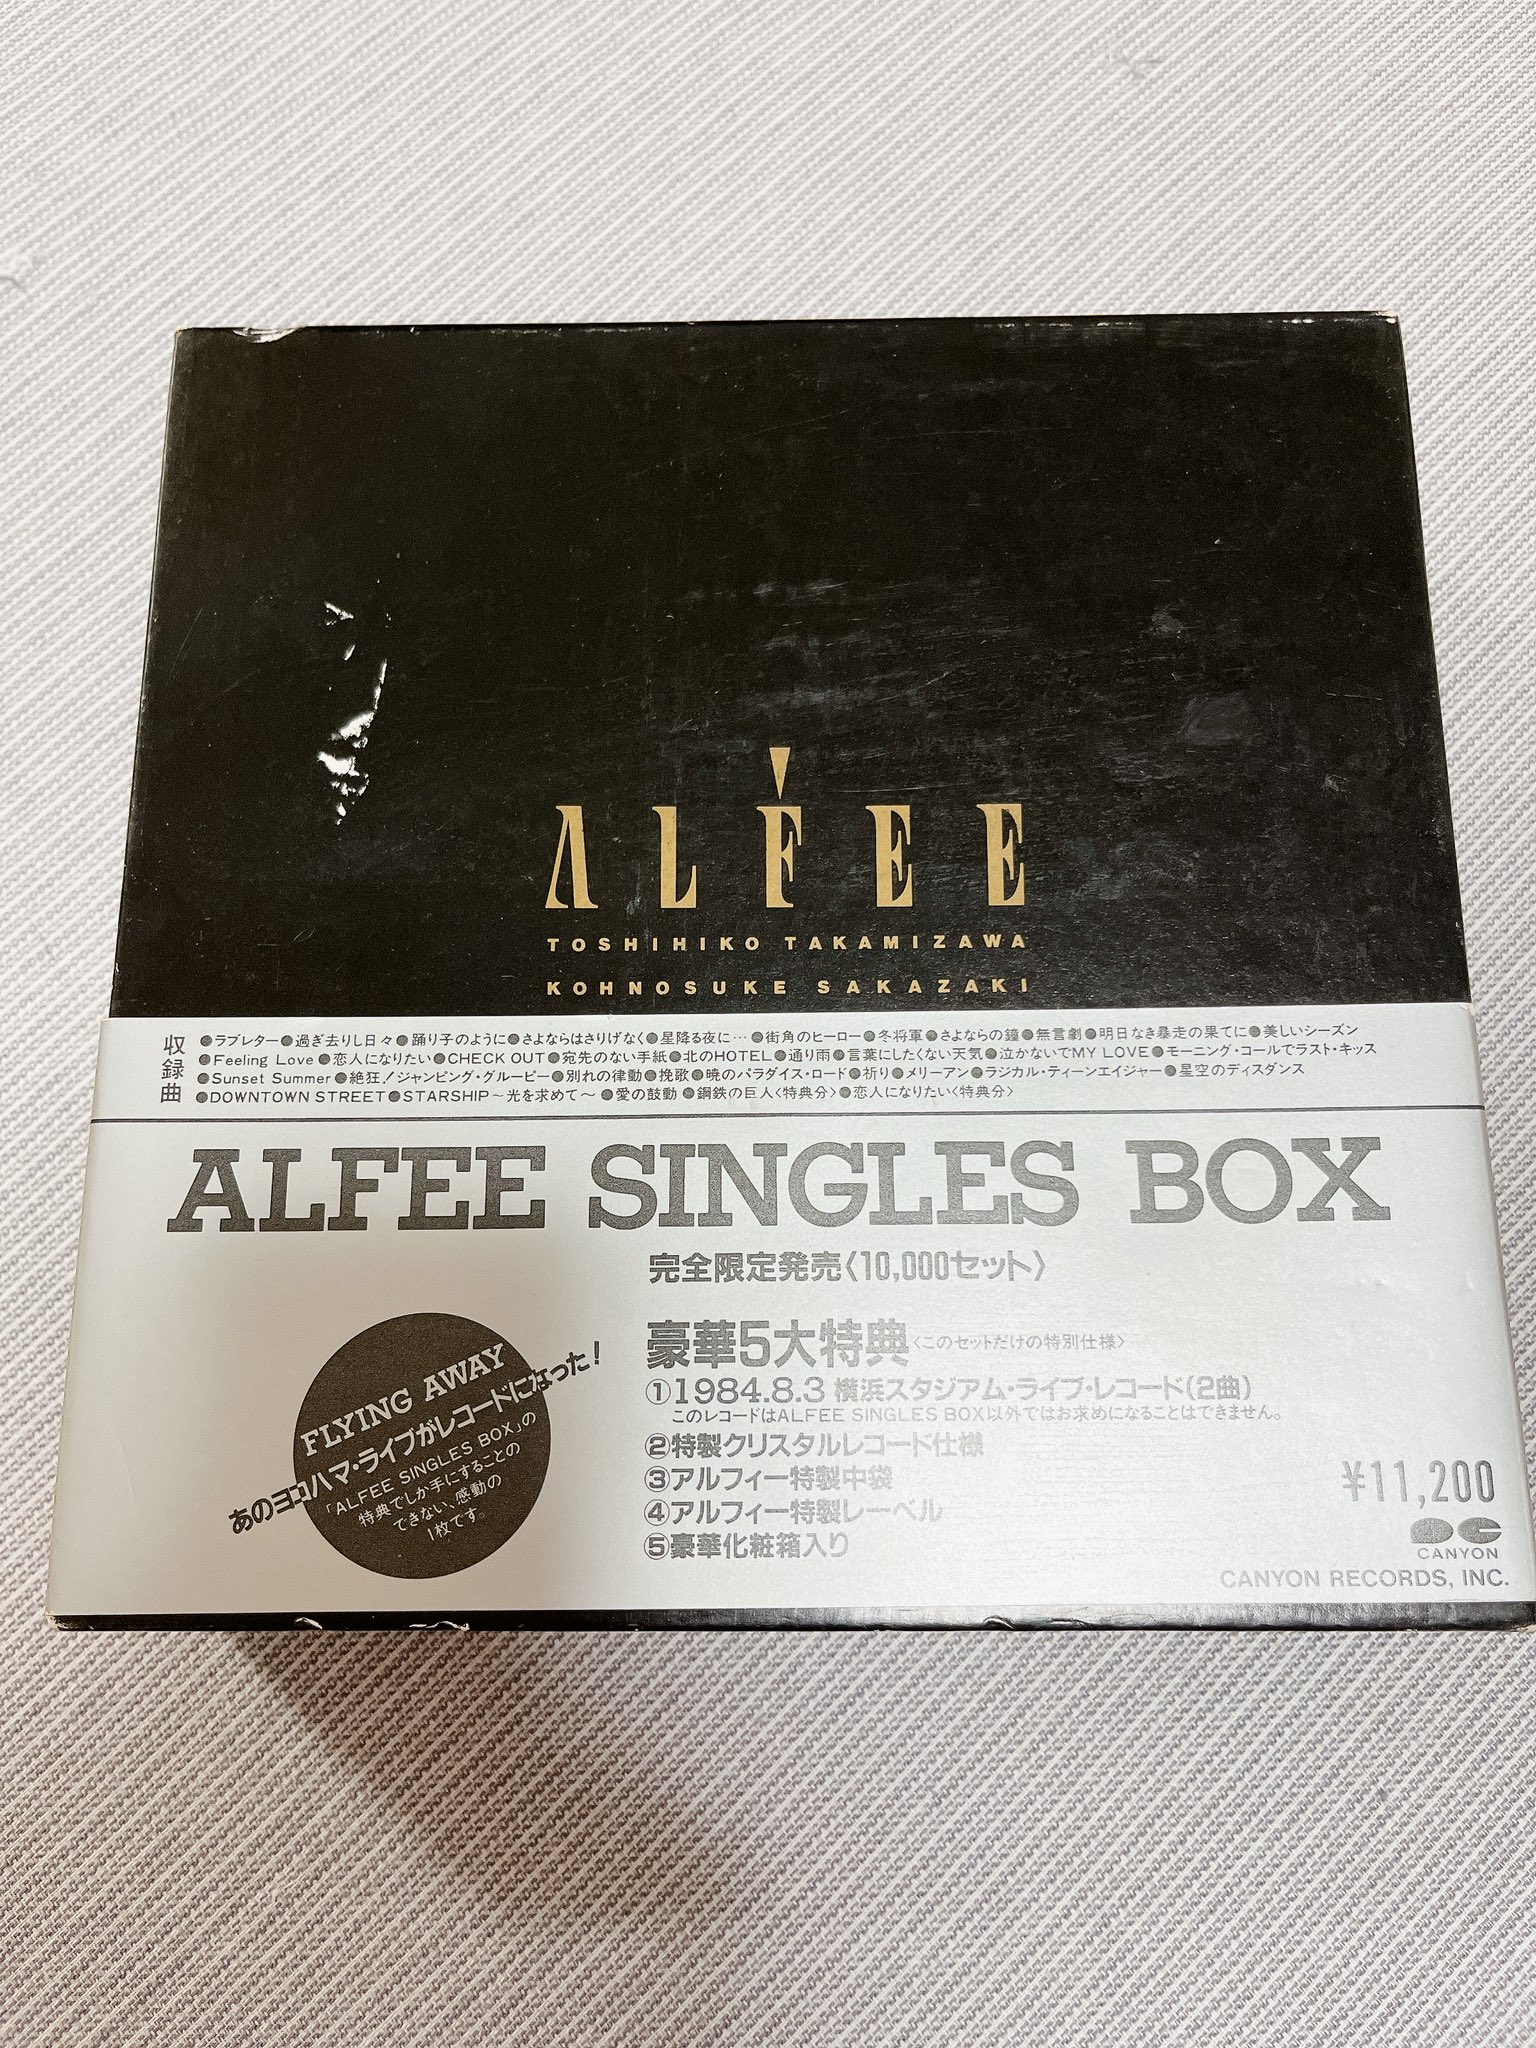 ALFEE
TOSHIHIKO TAKAMIZAWA
KOHNOSUKE SAKAZAKI
収録曲
●ラブレター●過ぎ去りし日々●踊り子のように●さよならはさりげなく●星降る夜に…●街角のヒーロー●冬将軍●さよならの鐘●無言劇●明日なき暴走の果てに●美しいシーズン
●Feeling Love●恋人になりたい●CHECK OUT●宛先のない手紙●北のHOTEL●通り雨●言葉にしたくない天気●泣かないでMY LOVE●モーニング・コールでラスト・キッス
●Sunset Summer●絶狂!ジャンピング・グルーピー●別れの律動●挽歌●暁のパラダイス・ロード●祈り●メリーアン●ラジカル・ティーンエイジャー●星空のディスダンス
●DOWNTOWN STREET●STARSHIP～光を求めて～●愛の鼓動●鋼鉄の巨人〈特典分〉●恋人になりたい〈特典分〉
ALFEE SINGLES BOX
完全限定発売〈10,000セット〉
FLYING AWAY
あのヨコハマ・ライブがレコードになった!
「ALFEE SINGLES BOX」の
特典でしか手にすることの
できない、感動の
1枚です。
豪華5大特典〈このセットだけの特別仕様〉
①1984.8.3 横浜スタジアム・ライブ・レコード(2曲)
このレコードはALFEE SINGLES BOX以外ではお求めになることはできません。
②特製クリスタルレコード仕様
③アルフィー特製中袋
④アルフィー特製レーベル
⑤豪華化粧箱入り
¥11,200
CANYON
CANYON RECORDS, INC.